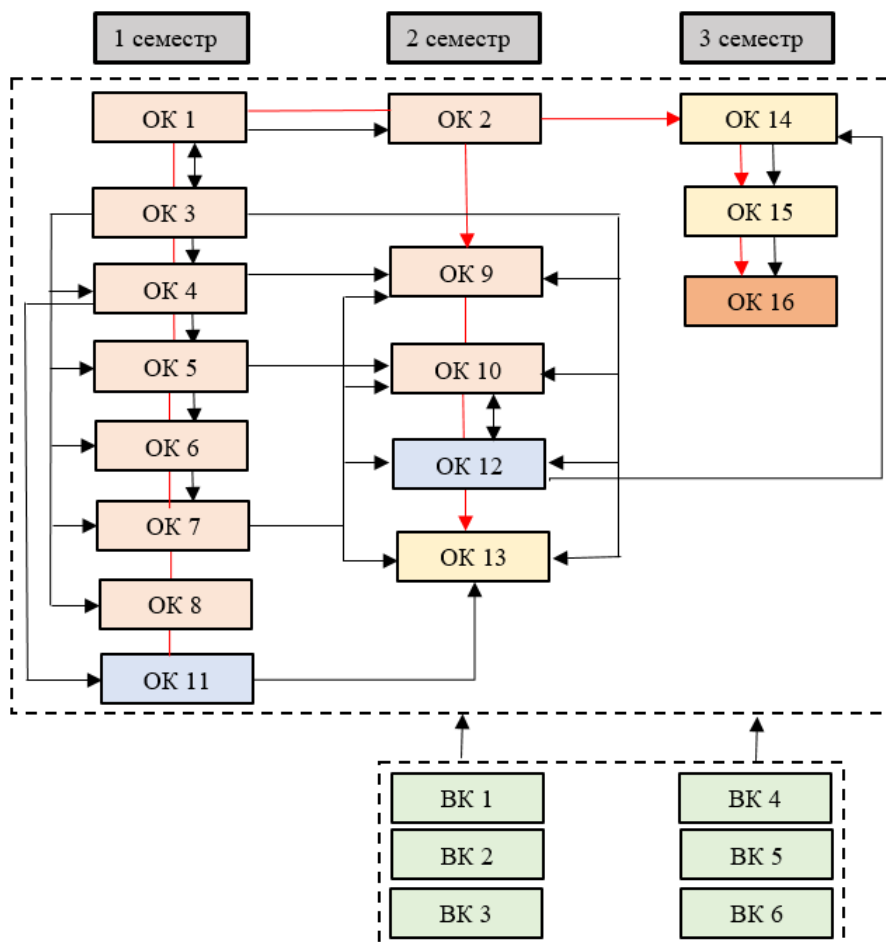 1 семестр
2 семестр
3 семестр
ОК 1
ОК 2
ОК 14
ОК 3
ОК 15
ОК 9
ОК 4
ОК 16
ОК 5
ОК 10
ОК 6
ОК 12
ОК 7
ОК 13
ОК 8
ОК 11
ВК 1
ВК 4
ВК 2
ВК 5
ВК 3
ВК 6